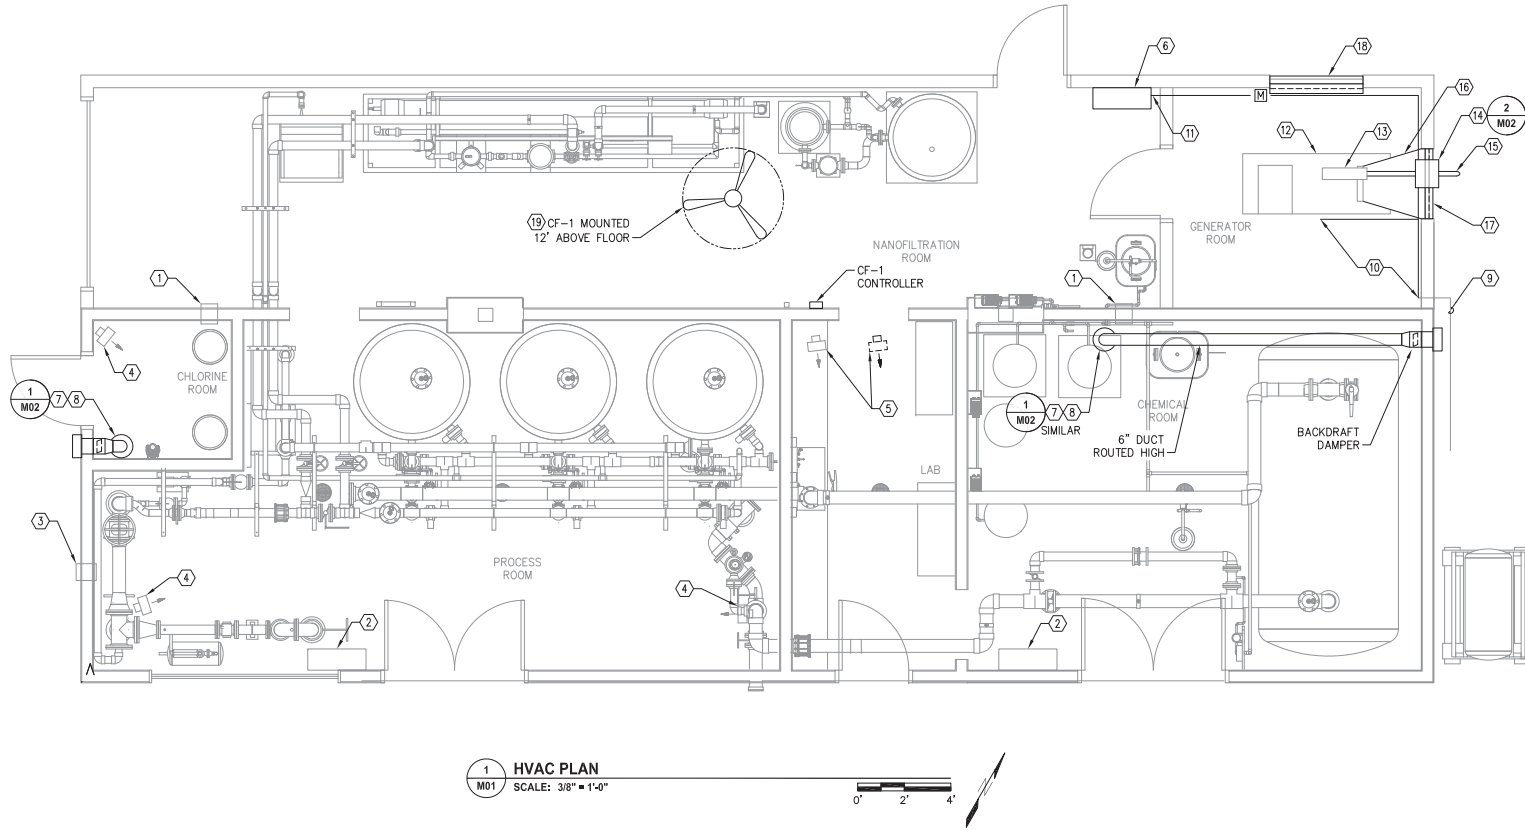 6
18
16
2
M02
14
11
12
13
15
19 CF-1 MOUNTED
12' ABOVE FLOOR
NANOFILTRATION
ROOM
GENERATOR
ROOM
17
M
10
1
CF-1
CONTROLLER
1
9
4
CHLORINE
ROOM
1
M02
7
8
5
1
M02
7
8
SIMILAR
CHEMICAL
ROOM
6" DUCT
ROUTED HIGH
BACKDRAFT
DAMPER
LAB
3
PROCESS
ROOM
4
4
2
2
1
M01
HVAC PLAN
SCALE: 3/8" = 1'-0"
0' 2' 4'
N